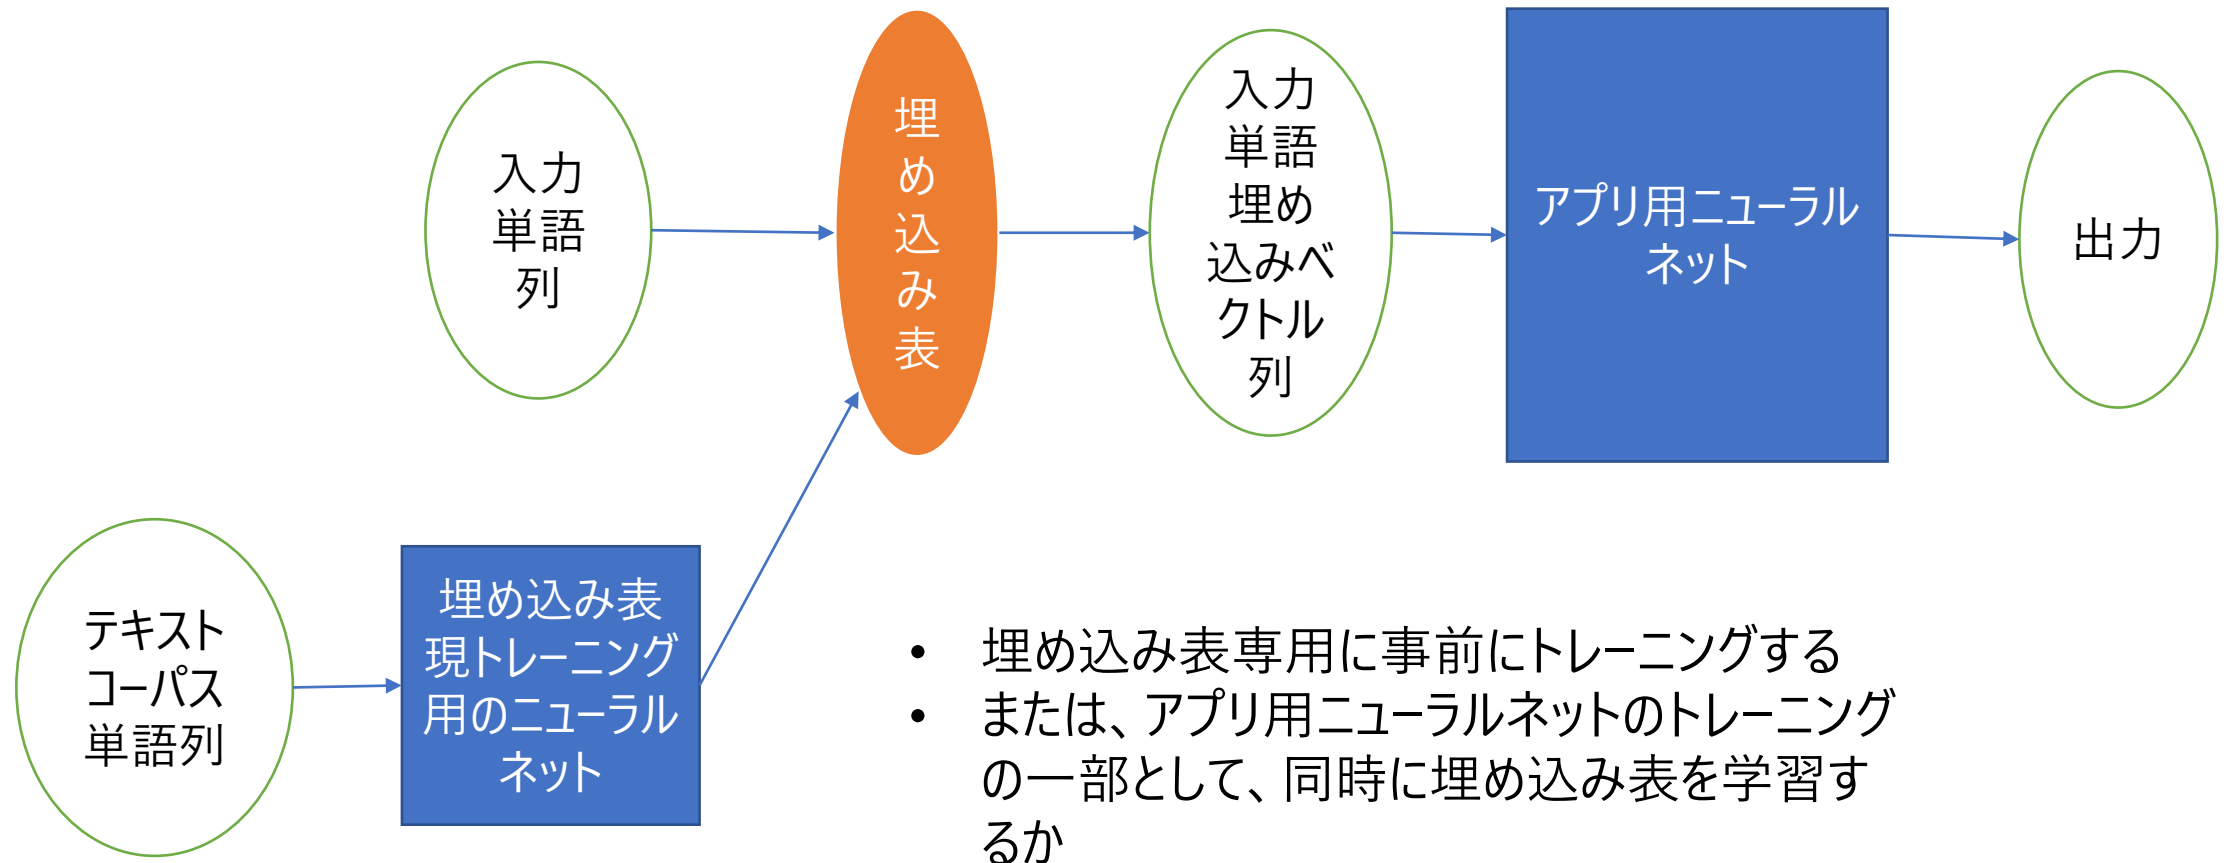 入力
単語
列
埋
め
込
み
表
入力
単語
埋め
込みベ
クトル
列
アプリ用ニューラル
ネット
出力
テキスト
コーパス
単語列
埋め込み表
現トレーニング
用のニューラル
ネット
• 埋め込み表専用に事前にトレーニングする
• または、アプリ用ニューラルネットのトレーニング
の一部として、同時に埋め込み表を学習す
るか